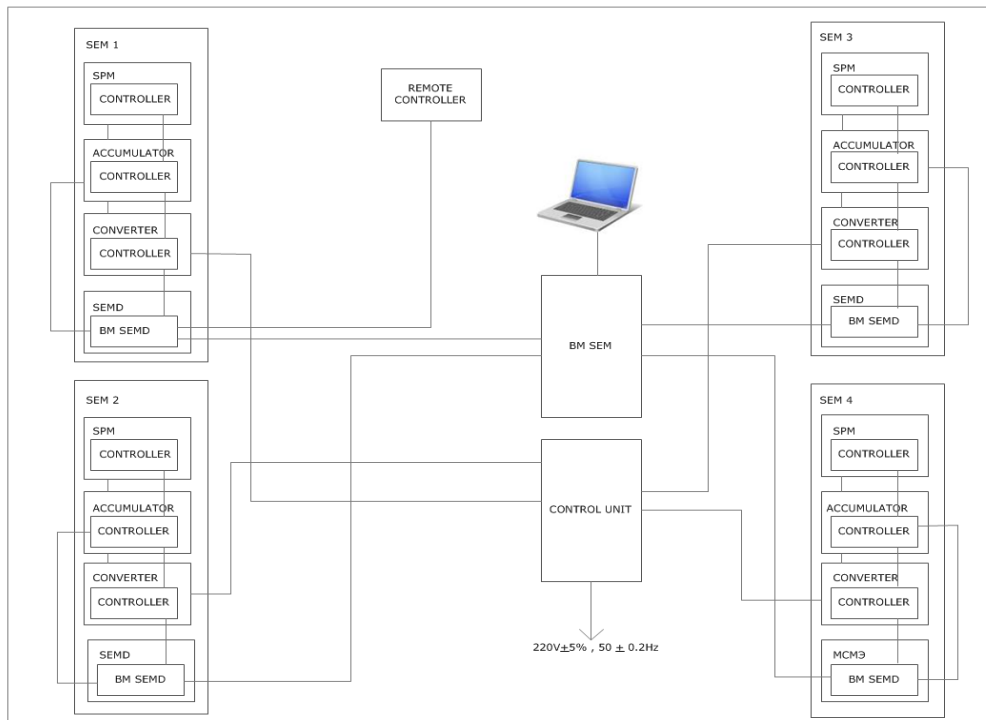 SEM 1
SPM
CONTROLLER
ACCUMULATOR
CONTROLLER
CONVERTER
CONTROLLER
SEMD
BM SEMD
SEM 2
SPM
CONTROLLER
ACCUMULATOR
CONTROLLER
CONVERTER
CONTROLLER
SEMD
BM SEMD
REMOTE
CONTROLLER
BM SEM
CONTROL UNIT
220V±5% , 50 ± 0.2Hz
SEM 3
SPM
CONTROLLER
ACCUMULATOR
CONTROLLER
CONVERTER
CONTROLLER
SEMD
BM SEMD
SEM 4
SPM
CONTROLLER
ACCUMULATOR
CONTROLLER
CONVERTER
CONTROLLER
МСМЭ
BM SEMD